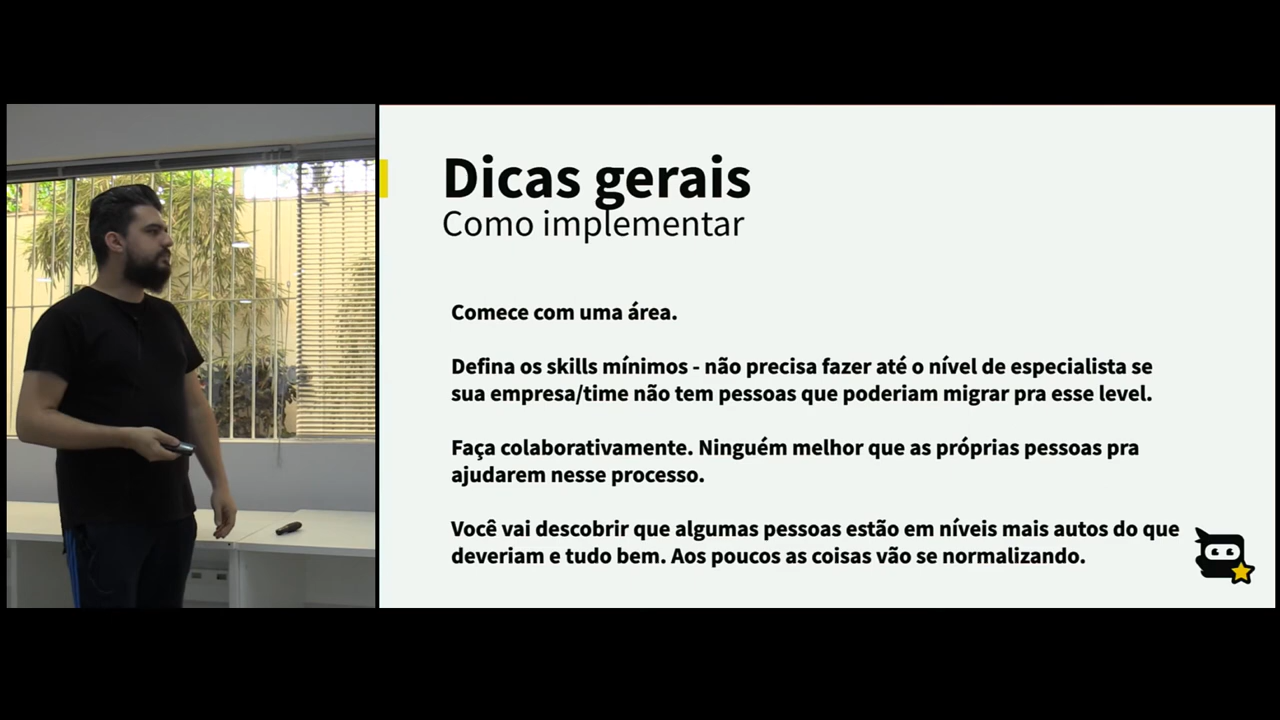 Dicas gerais
Como implementar
Comece com uma área.
Defina os skills mínimos - não precisa fazer até o nível de especialista se
sua empresa/time não tem pessoas que poderiam migrar pra esse level.
Faça colaborativamente. Ninguém melhor que as próprias pessoas pra
ajudarem nesse processo.
Você vai descobrir que algumas pessoas estão em níveis mais autos do que
deveriam e tudo bem. Aos poucos as coisas vão se normalizando.